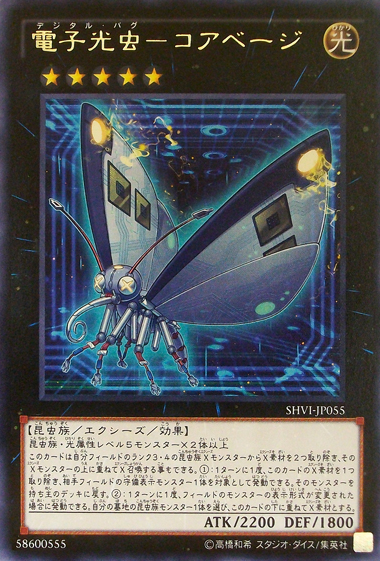 デジタル・バグ
電子光虫－コアベージ
ひかり
光
SHVI-JP055
【昆虫族／エクシーズ／効果】
昆虫族・光属性レベル5モンスター×2体以上
このカードは自分フィールドのランク3・4の昆虫族XモンスターからX素材を2つ取り除き、その
Xモンスターの上に重ねてX召喚する事もできる。①：1ターンに1度、このカードのX素材を1つ
取り除き、相手フィールドの守備表示モンスター1体を対象として発動できる。そのモンスターを
持ち主のデッキに戻す。②：1ターンに1度、フィールドのモンスターの表示形式が変更された
場合に発動できる。自分の墓地の昆虫族モンスター1体を選び、このカードの下に重ねてX素材とする。
ATK/2200 DEF/1800
58600555
©高橋和希 スタジオ・ダイス/集英社